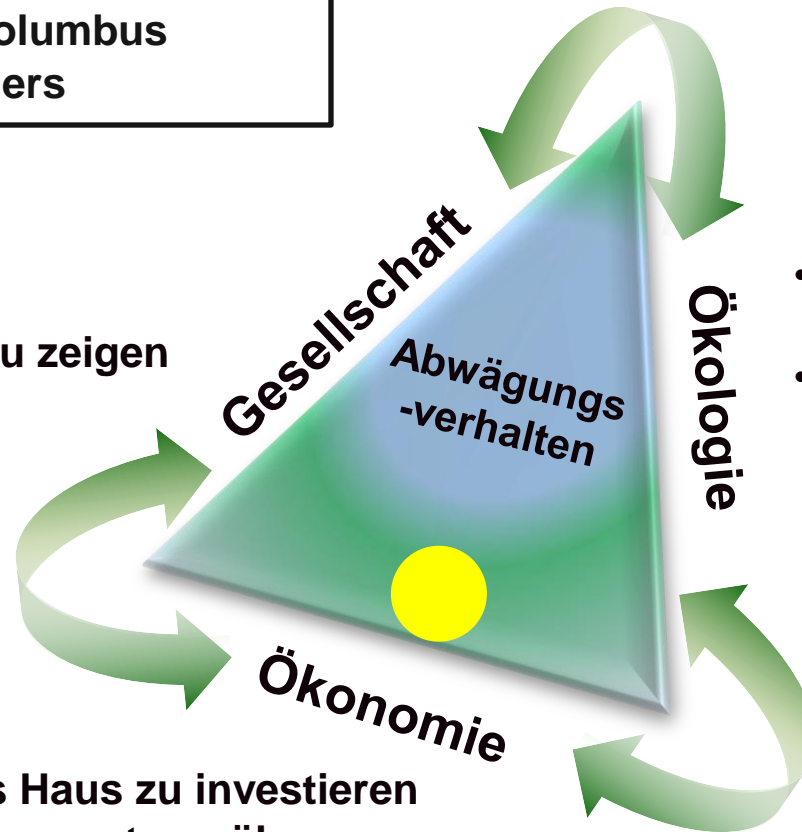 olumbus
ers
u zeigen
Gesellschaft
Ökologie
Abwägungs
-verhalten
Ökonomie
s Haus zu investieren